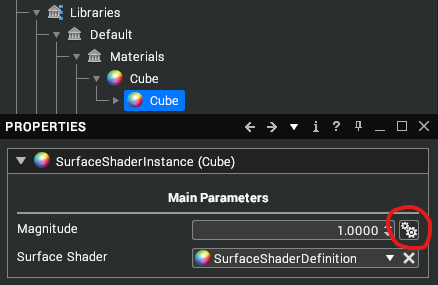 Libraries
Default
Materials
Cube
Cube
PROPERTIES
SurfaceShaderInstance (Cube)
Main Parameters
Magnitude 1.0000
Surface Shader SurfaceShaderDefinition